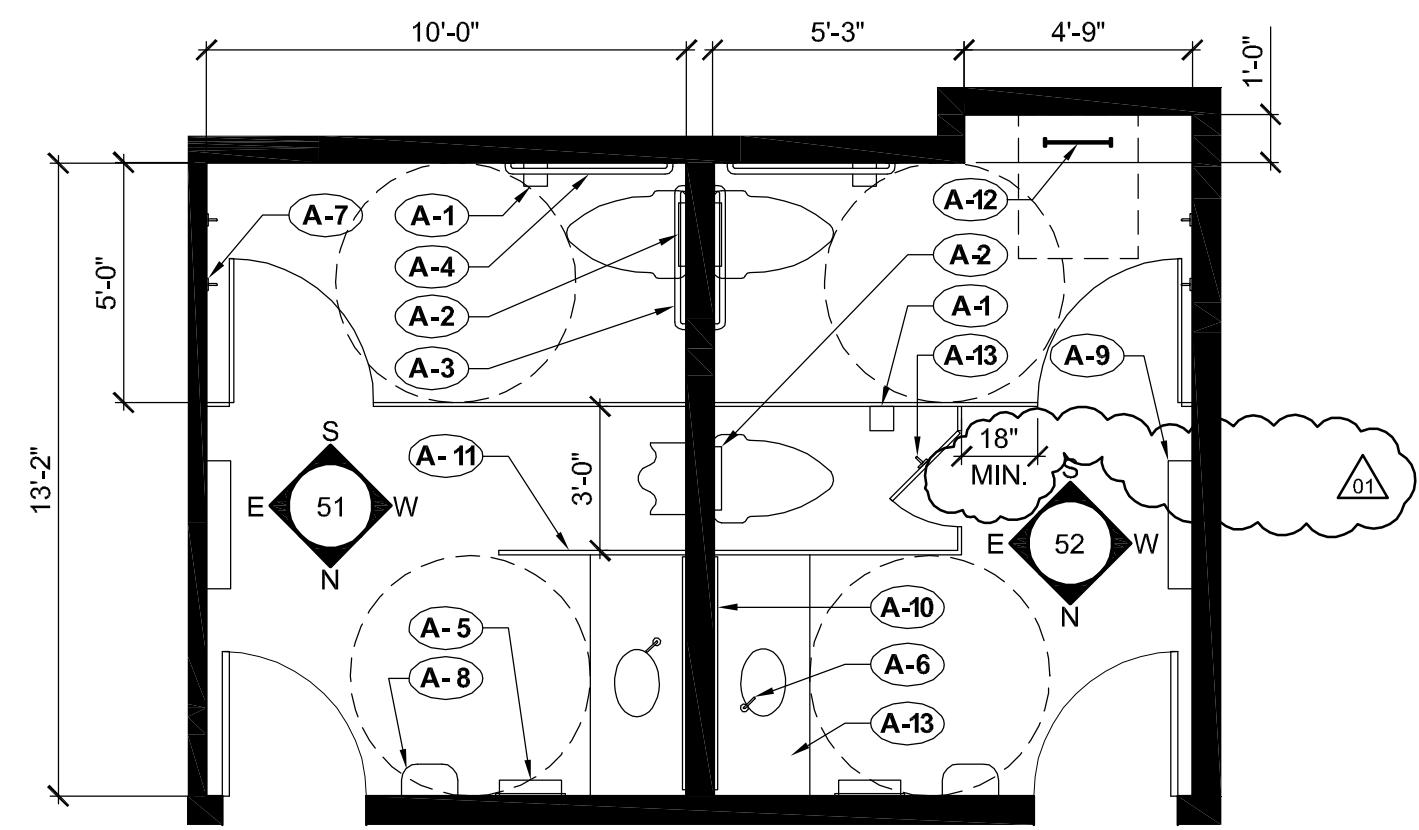 10'-0"
5'-3"
4'-9"
1'-0"
A-7
A-1
A-12
A-4
A-2
5'-0"
A-2
A-1
A-3
A-13
A-9
S
A-11
18"
MIN.
3'-0"
13'-2"
E
51
W
S
01
N
E
52
W
A-10
N
A-5
A-6
A-8
A-13